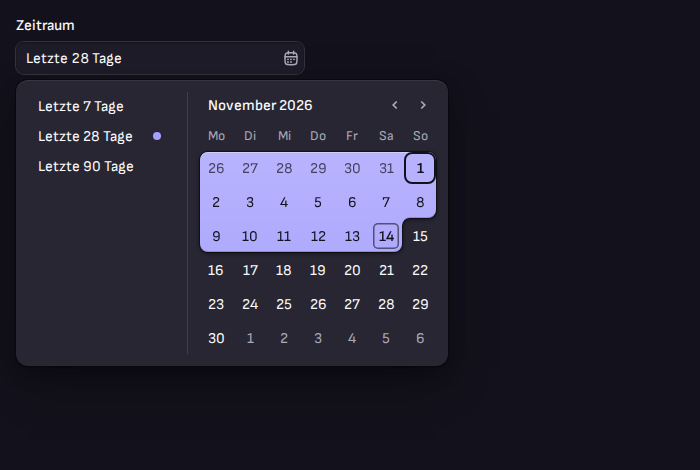 Zeitraum
Letzte 28 Tage
Letzte 7 Tage
Letzte 28 Tage
Letzte 90 Tage
November 2026
Mo Di Mi Do Fr Sa So
26 27 28 29 30 31 1
2 3 4 5 6 7 8
9 10 11 12 13 14 15
16 17 18 19 20 21 22
23 24 25 26 27 28 29
30 1 2 3 4 5 6